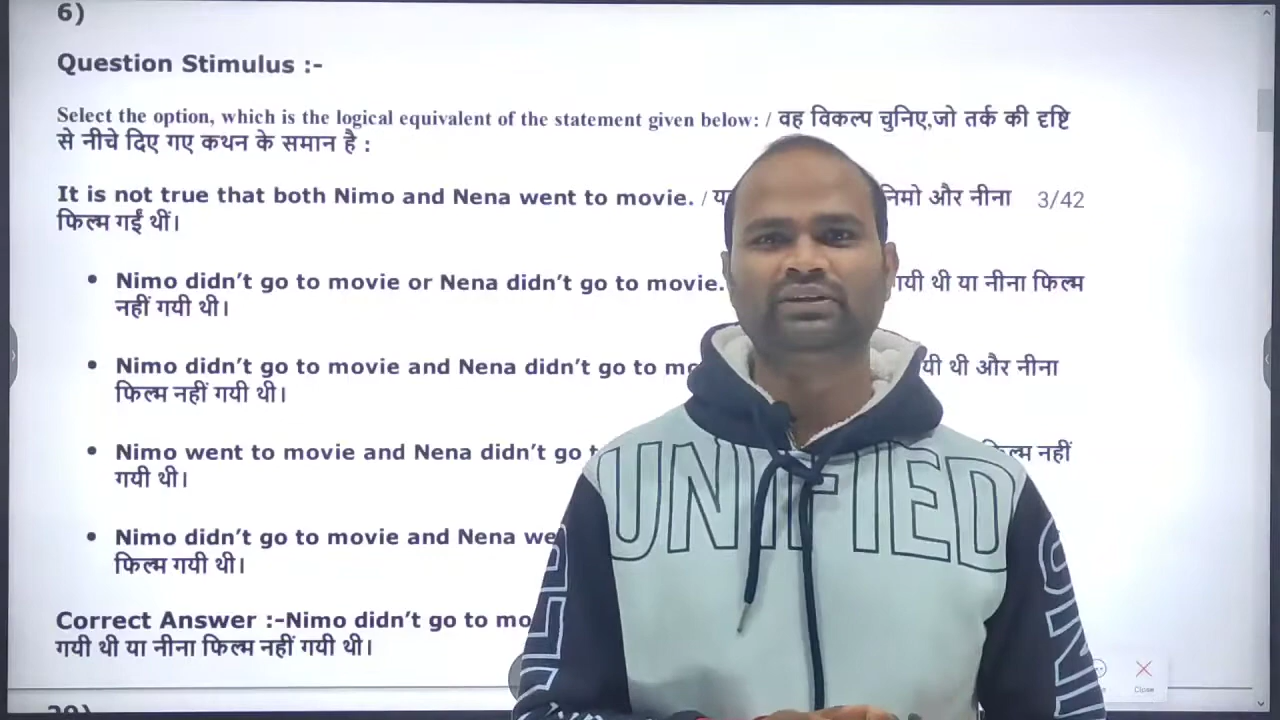 6)
Question Stimulus :-
Select the option, which is the logical equivalent of the statement given below: / वह विकल्प चुनिए,जो तर्क की दृष्टि
से नीचे दिए गए कथन के समान है :
It is not true that both Nimo and Nena went to movie. / निमो और नीना 3/42
फिल्म गईं थीं।
• Nimo didn’t go to movie or Nena didn’t go to movie. गयी थी या नीना फिल्म
नहीं गयी थी।
• Nimo didn’t go to movie and Nena didn’t go to थी और नीना
फिल्म नहीं गयी थी।
• Nimo went to movie and Nena didn’t go नहीं
गयी थी।
• Nimo didn’t go to movie and Nena
फिल्म गयी थी।
Correct Answer :-Nimo didn’t go to
गयी थी या नीना फिल्म नहीं गयी थी।
UNIFIED
Close